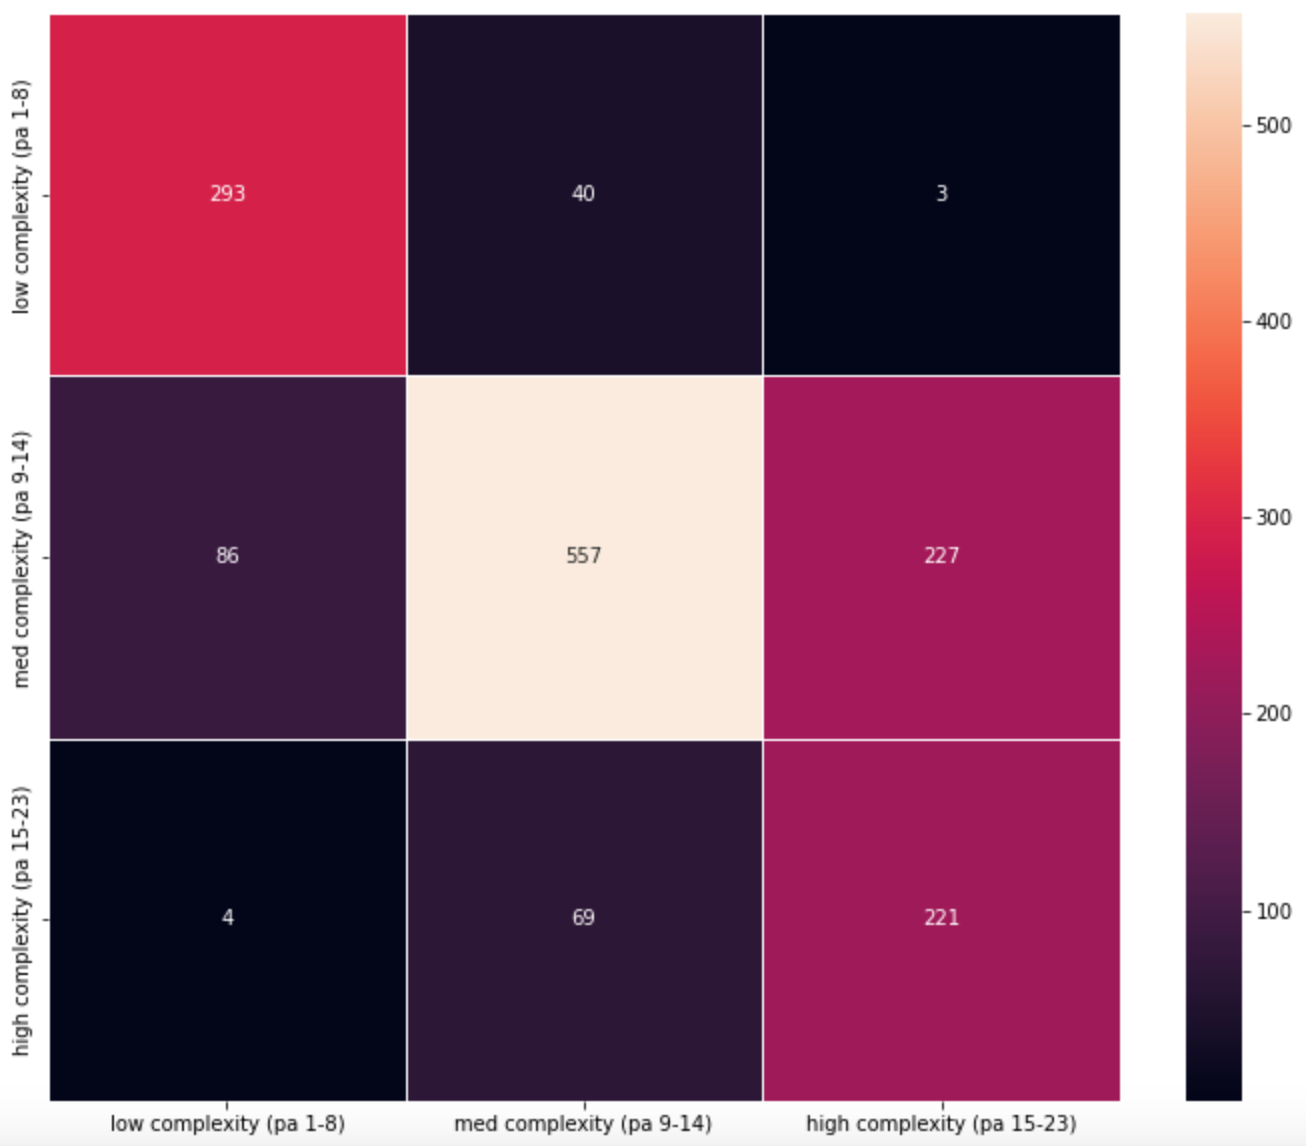 low complexity (pa 1-8)
293
40
3
med complexity (pa 9-14)
86
557
227
high complexity (pa 15-23)
4
69
221
low complexity (pa 1-8)
med complexity (pa 9-14)
high complexity (pa 15-23)
500
400
300
200
100